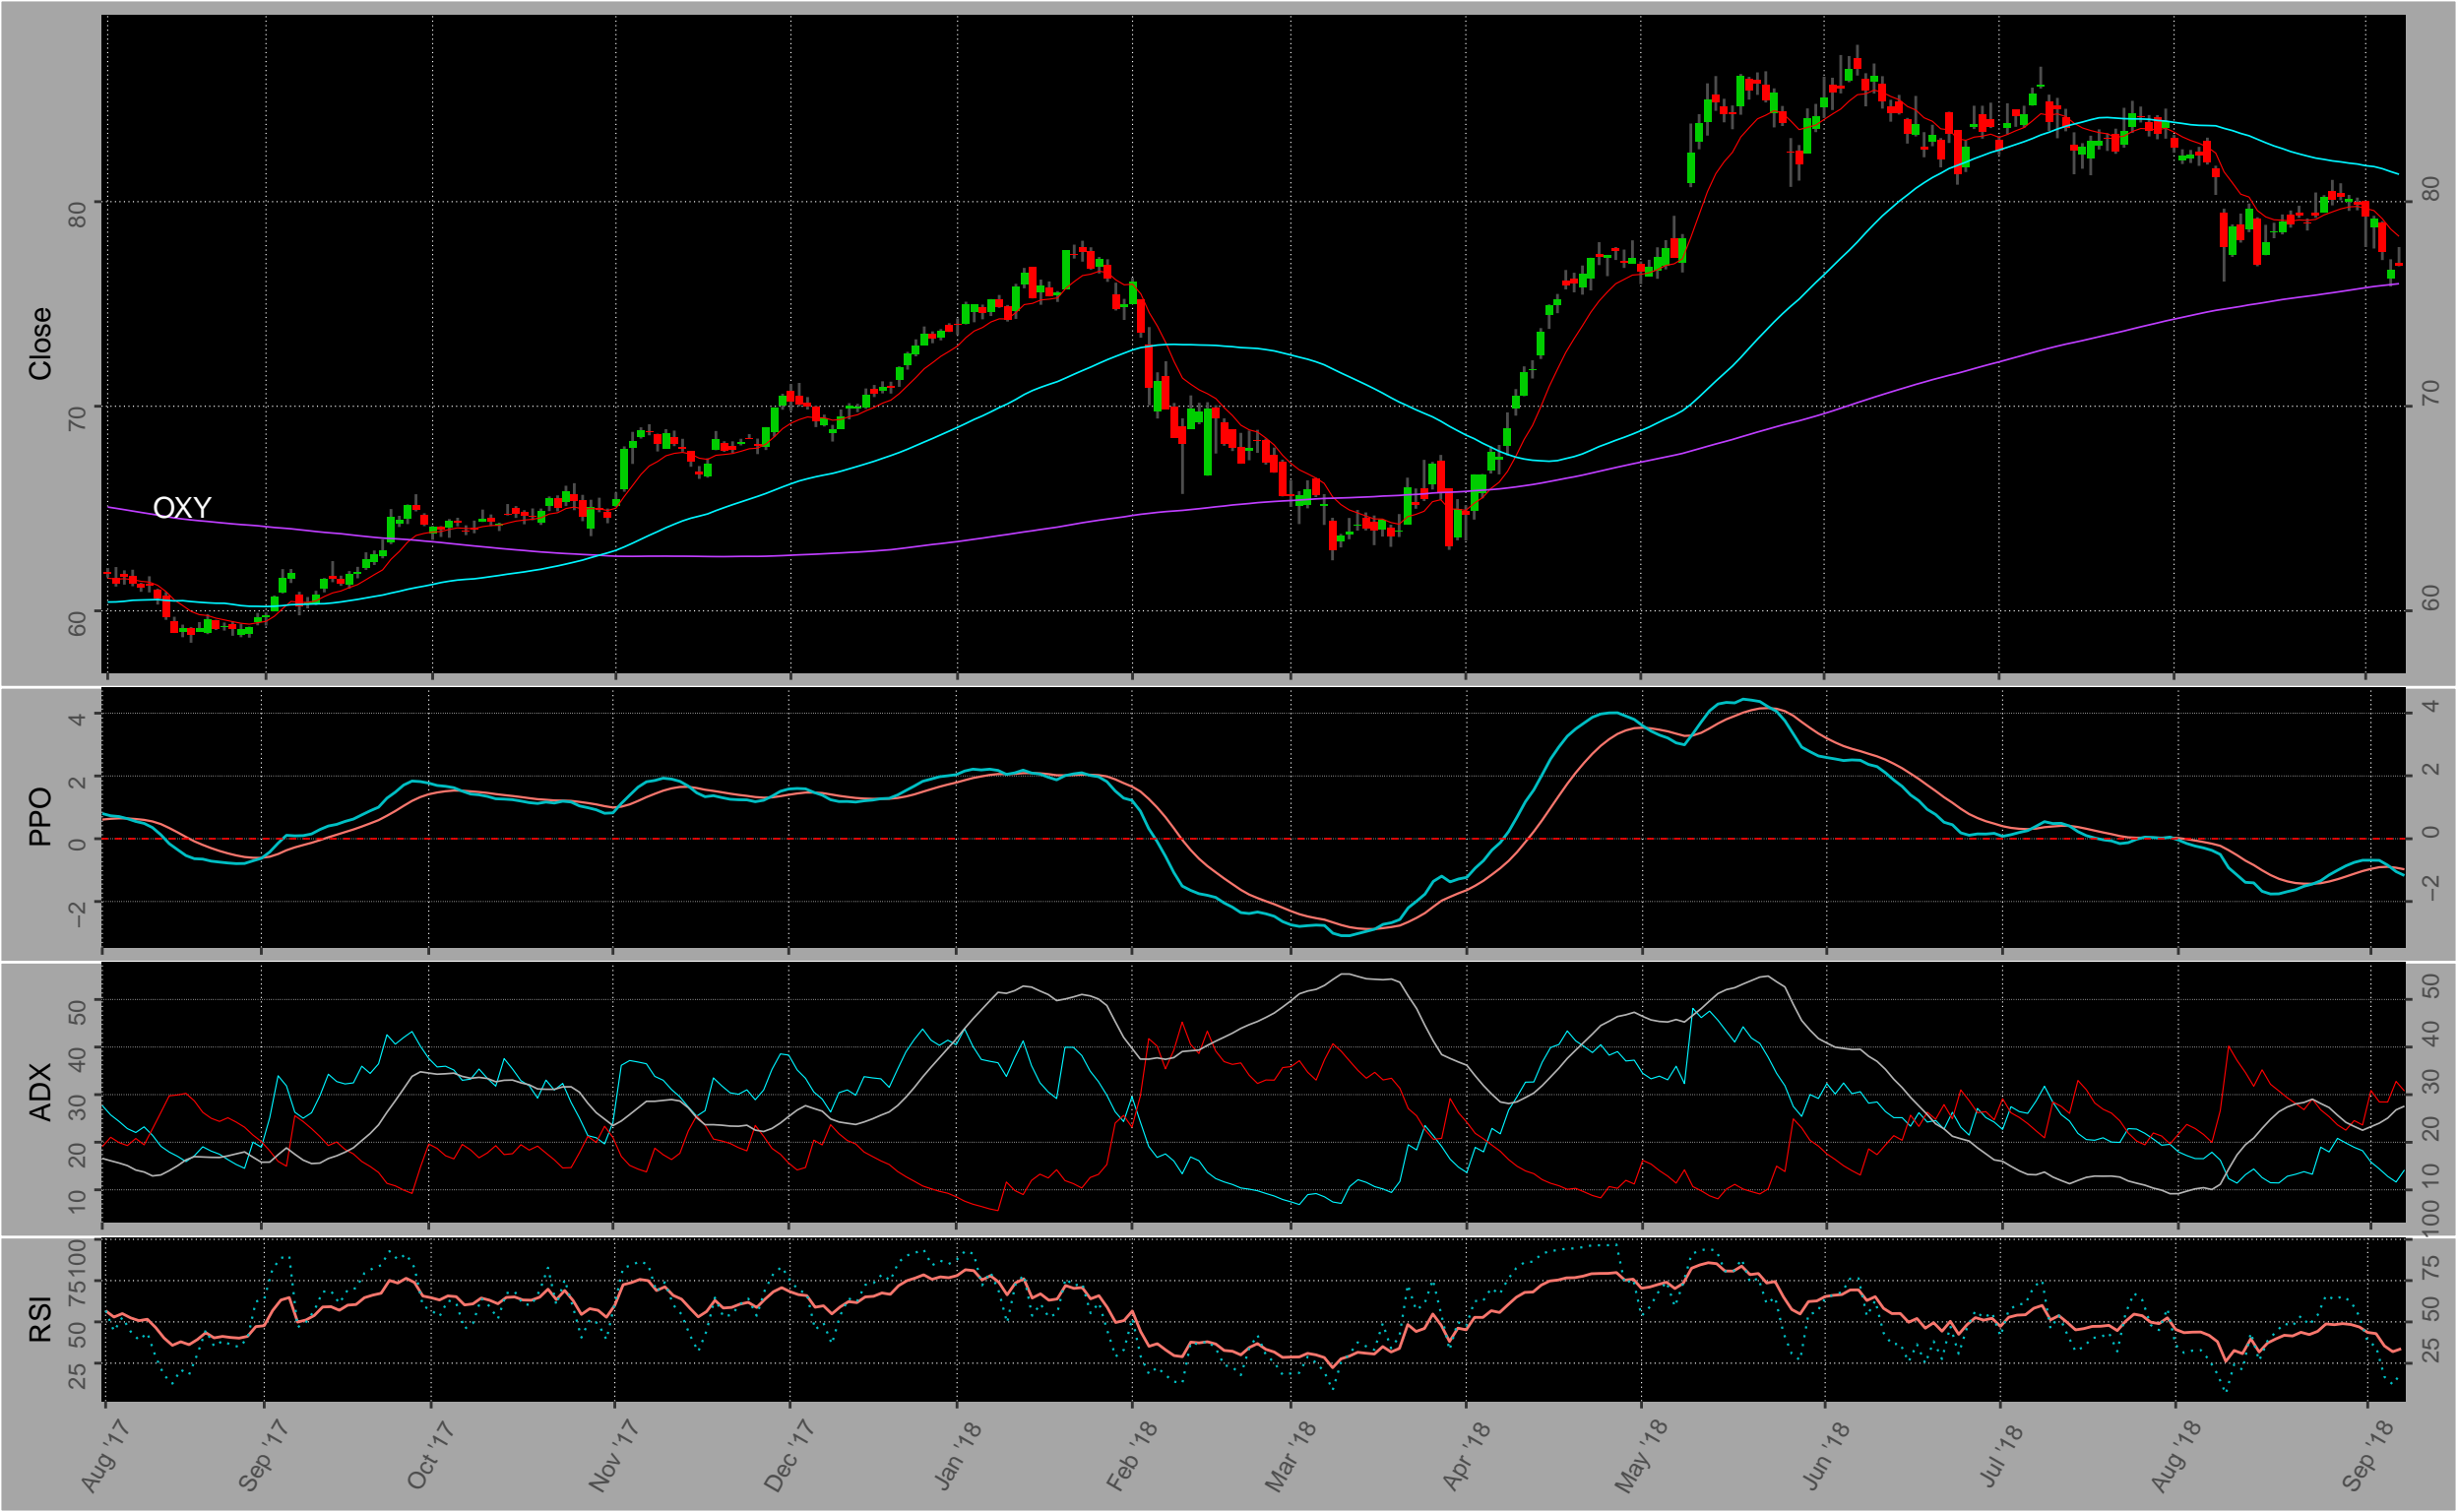 Close
80
70
60
80
70
60
OXY
PPO
4
2
0
−2
4
2
0
−2
ADX
50
40
30
20
10
50
40
30
20
10
RSI
100
75
50
25
100
75
50
25
Aug '17
Sep '17
Oct '17
Nov '17
Dec '17
Jan '18
Feb '18
Mar '18
Apr '18
May '18
Jun '18
Jul '18
Aug '18
Sep '18